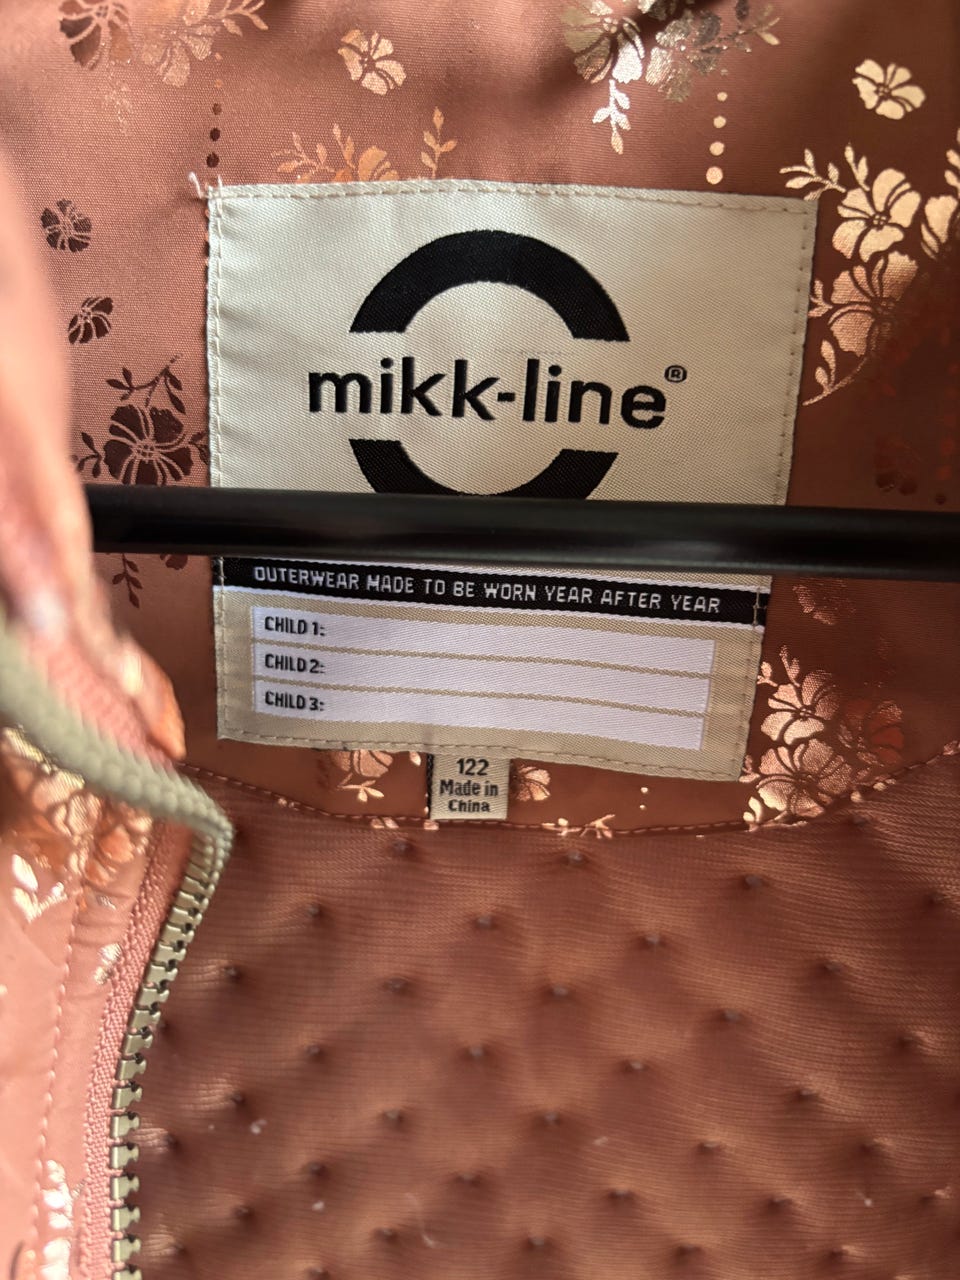 mikk-line®
OUTERWEAR MADE TO BE WORN YEAR AFTER YEAR
CHILD 1:
CHILD 2:
CHILD 3:
122
Made in
China